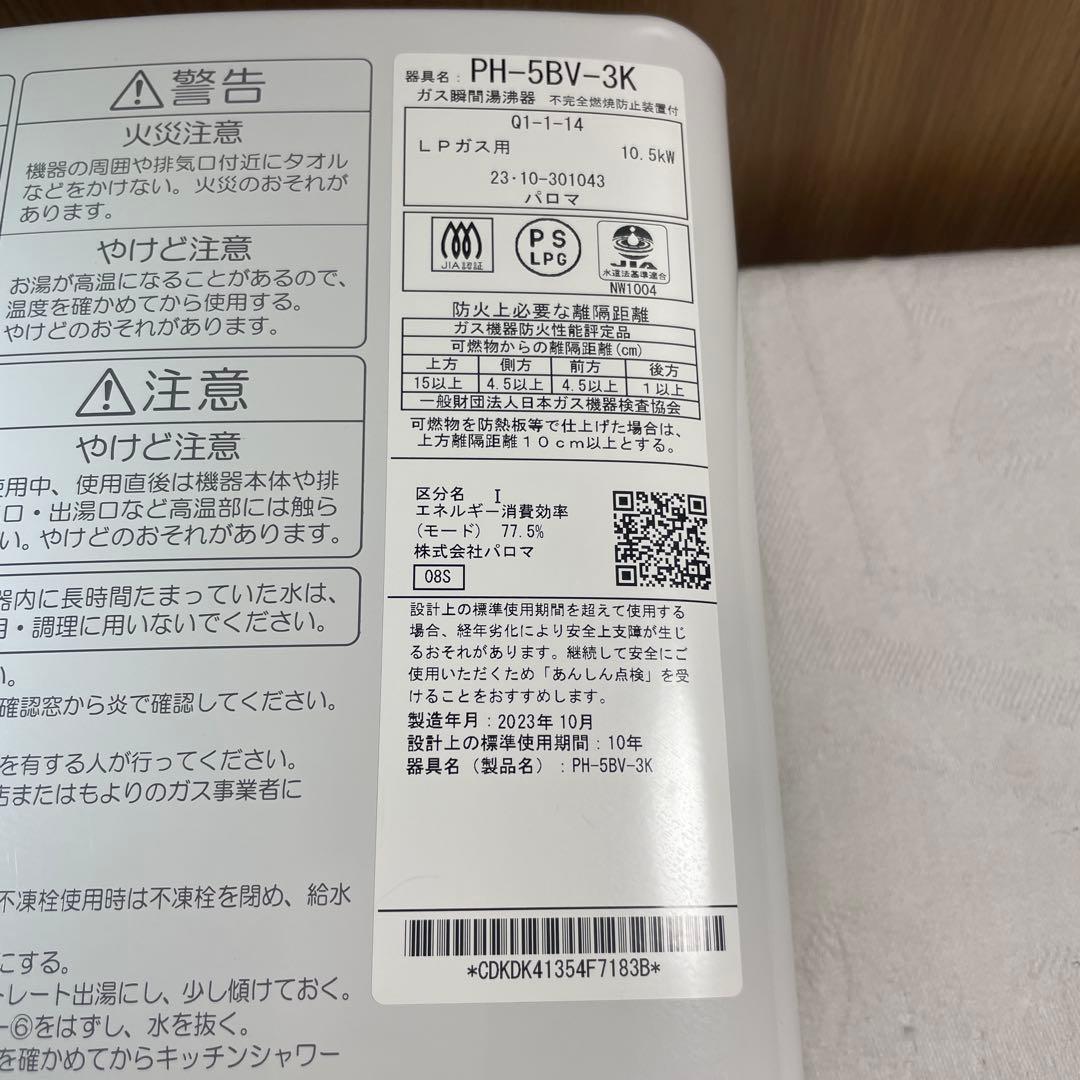 警告
火災注意
機器の周囲や排気口付近にタオル
などをかけない。火災のおそれが
あります。
やけど注意
お湯が高温になることがあるので、
温度を確かめてから使用する。
やけどのおそれがあります。
注意
やけど注意
使用中、使用直後は機器本体や排
口・出湯口など高温部には触ら
い。やけどのおそれがあります。
器内に長時間たまっていた水は、
用・調理に用いないでください。
い。
確認窓から炎で確認してください。
を有する人が行ってください。
店またはもよりのガス事業者に
不凍栓使用時は不凍栓を閉め、給水
にする。
トレート出湯にし、少し傾けておく。
ー⑥をはずし、水を抜く。
を確かめてからキッチンシャワー
器具名：PH-5BV-3K
ガス瞬間湯沸器 不完全燃焼防止装置付
Q1-1-14
LPガス用 10.5kW
23・10-301043
パロマ
JIA認証
PS
LPG
JIA
水道法基準適合
NW1004
防火上必要な離隔距離
ガス機器防火性能評定品
可燃物からの離隔距離(cm)
上方 側方 前方 後方
15以上 4.5以上 4.5以上 1以上
一般財団法人日本ガス機器検査協会
可燃物を防熱板等で仕上げた場合は、
上方離隔距離10cm以上とする。
区分名 I
エネルギー消費効率
(モード) 77.5%
株式会社パロマ
08S
設計上の標準使用期間を超えて使用する
場合、経年劣化により安全上支障が生じ
るおそれがあります。継続して安全にご
使用いただくため「あんしん点検」を受
けることをおすすめします。
製造年月：2023年10月
設計上の標準使用期間：10年
器具名（製品名）：PH-5BV-3K
*CDKDK41354F7183B*